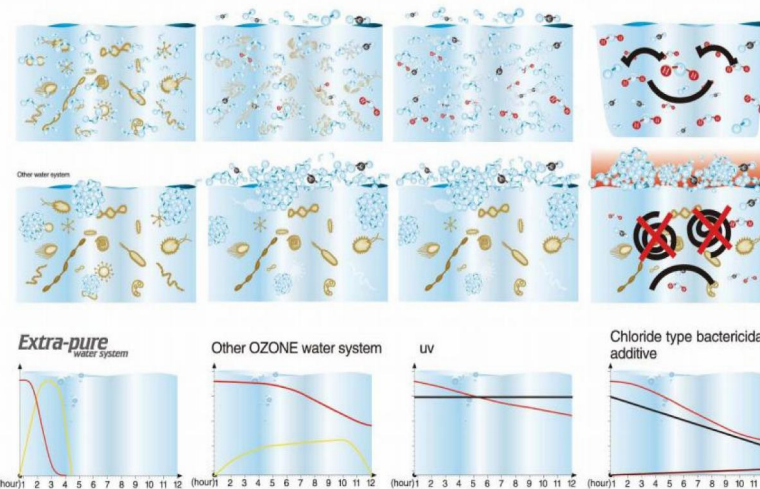 Other water system
Extra-pure
water system
Other OZONE water system
uv
Chloride type bactericida
additive
(hour)1 2 3 4 5 6 7 8 9 10 11 12
(hour)1 2 3 4 5 6 7 8 9 10 11 12
(hour)1 2 3 4 5 6 7 8 9 10 11 12
(hour)1 2 3 4 5 6 7 8 9 10 11